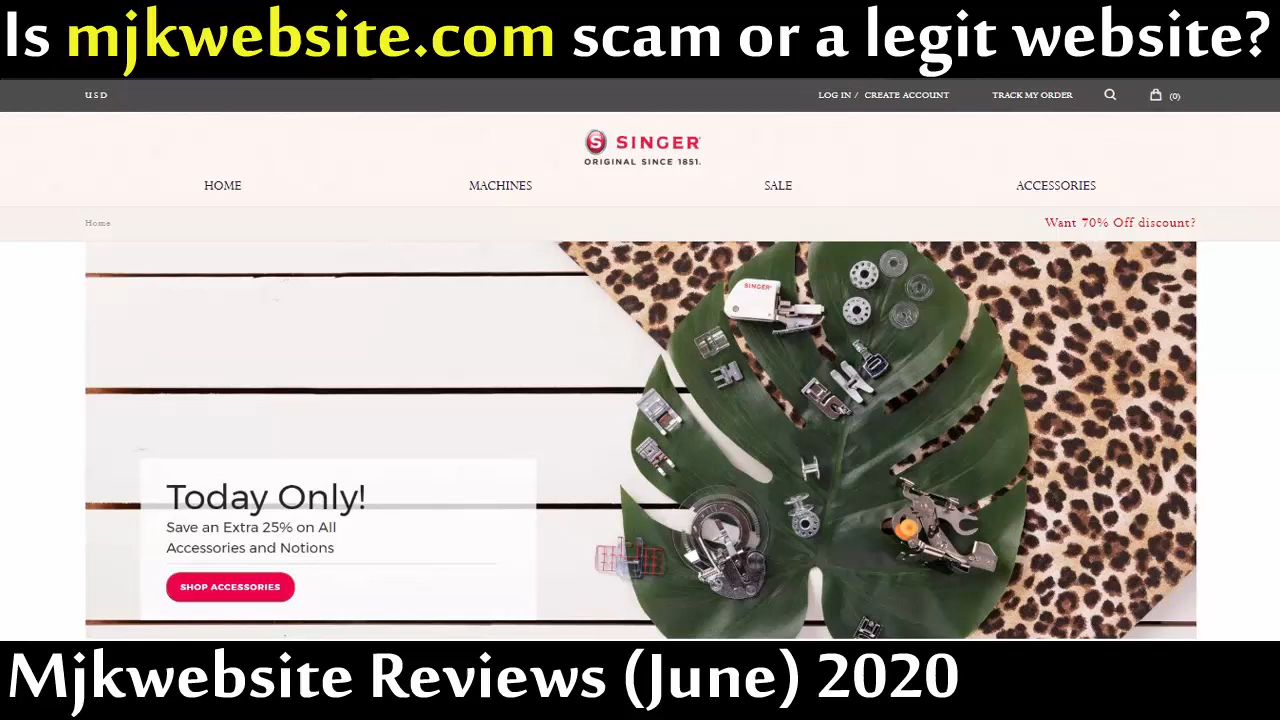 Is mjkwebsite.com scam or a legit website?
USD
LOG IN / CREATE ACCOUNT
TRACK MY ORDER
(0)
S SINGER
ORIGINAL SINCE 1851.
HOME
MACHINES
SALE
ACCESSORIES
Home
Want 70% Off discount?
SINGER
Today Only!
Save an Extra 25% on All
Accessories and Notions
SHOP ACCESSORIES
Mjkwebsite Reviews (June) 2020